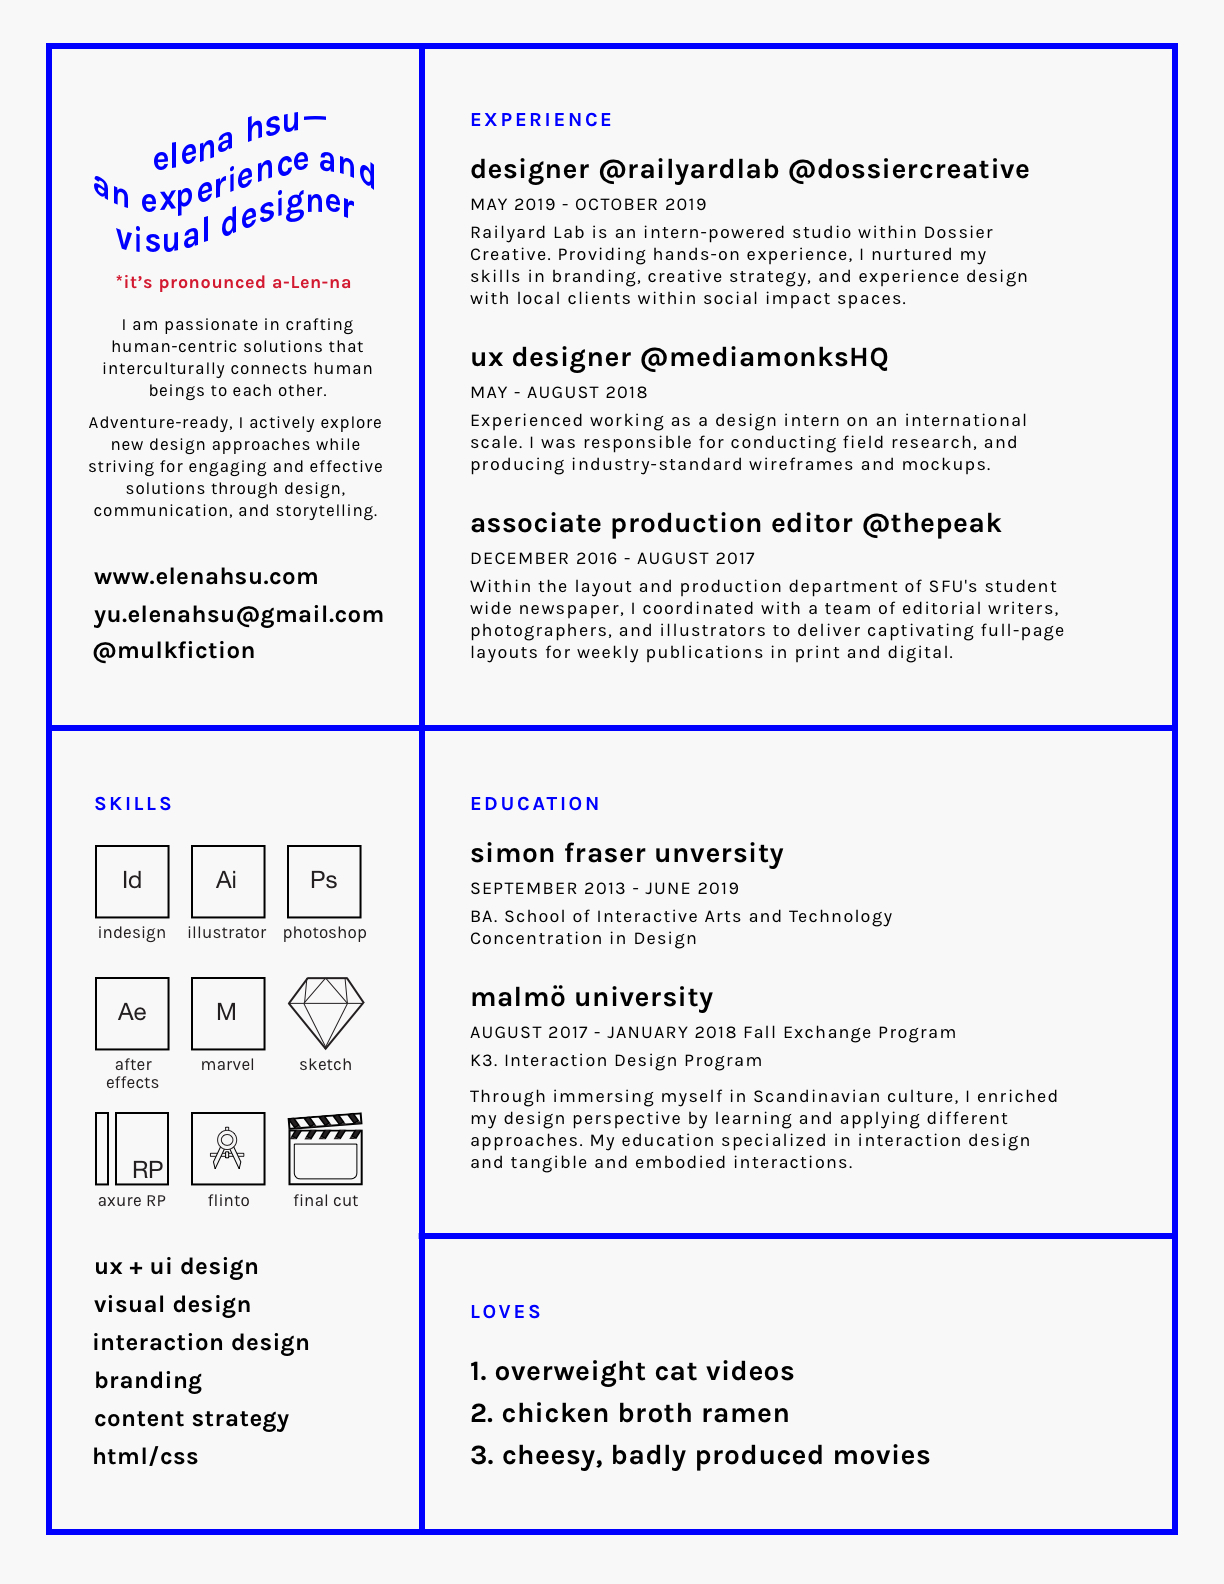 elena hsu—
an experience and
visual designer
*it’s pronounced a-Len-na
I am passionate in crafting
human-centric solutions that
interculturally connects human
beings to each other.
Adventure-ready, I actively explore
new design approaches while
striving for engaging and effective
solutions through design,
communication, and storytelling.
www.elenahsu.com
yu.elenahsu@gmail.com
@mulkfiction
EXPERIENCE
designer @railyardlab @dossiercreative
MAY 2019 - OCTOBER 2019
Railyard Lab is an intern-powered studio within Dossier
Creative. Providing hands-on experience, I nurtured my
skills in branding, creative strategy, and experience design
with local clients within social impact spaces.
ux designer @mediamonksHQ
MAY - AUGUST 2018
Experienced working as a design intern on an international
scale. I was responsible for conducting field research, and
producing industry-standard wireframes and mockups.
associate production editor @thepeak
DECEMBER 2016 - AUGUST 2017
Within the layout and production department of SFU's student
wide newspaper, I coordinated with a team of editorial writers,
photographers, and illustrators to deliver captivating full-page
layouts for weekly publications in print and digital.
SKILLS
Id Ai Ps
indesign illustrator photoshop
Ae M
after marvel sketch
effects
RP
axure RP flinto final cut
ux + ui design
visual design
interaction design
branding
content strategy
html/css
EDUCATION
simon fraser unversity
SEPTEMBER 2013 - JUNE 2019
BA. School of Interactive Arts and Technology
Concentration in Design
malmö university
AUGUST 2017 - JANUARY 2018 Fall Exchange Program
K3. Interaction Design Program
Through immersing myself in Scandinavian culture, I enriched
my design perspective by learning and applying different
approaches. My education specialized in interaction design
and tangible and embodied interactions.
LOVES
1. overweight cat videos
2. chicken broth ramen
3. cheesy, badly produced movies